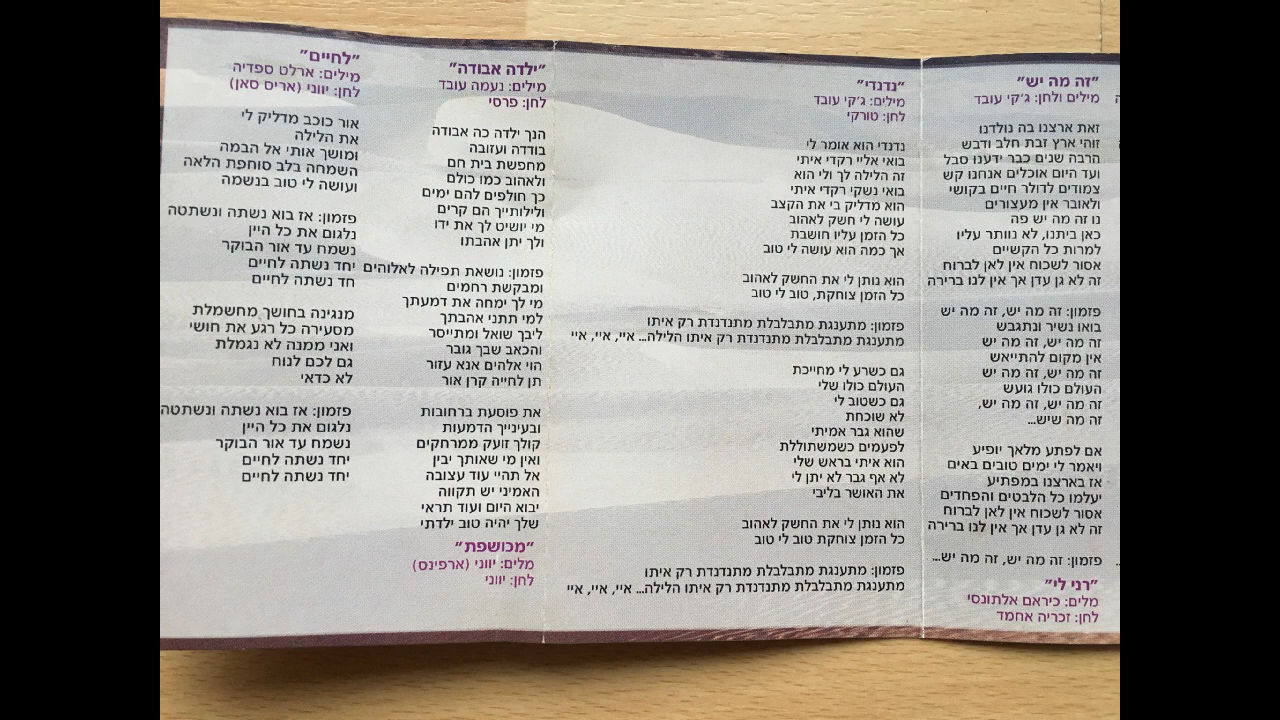 "זה מה יש"
מילים ולחן: ג'קי עובד
זאת ארצנו בה נולדנו
זוהי ארץ זבת חלב ודבש
הרבה שנים כבר ידענו סבל
ועד היום אוכלים אנחנו קש
צמודים לדולר חיים בקושי
ולאובר אין מעצורים
נו זה מה יש פה
כאן ביתנו, לא נוותר עליו
למרות כל הקשיים
אסור לשכוח אין לאן לברוח
זה לא גן עדן אך אין לנו ברירה
פזמון: זה מה יש, זה מה יש
בואו נשיר ונתגבש
זה מה יש, זה מה יש
אין מקום להתייאש
זה מה יש, זה מה יש
העולם כולו גועש
זה מה יש, זה מה יש,
זה מה שיש...
אם לפתע מלאך יופיע
ויאמר לי ימים טובים באים
אז בארצנו במפתיע
יעלמו כל הלבטים והפחדים
אסור לשכוח אין לאן לברוח
זה לא גן עדן אך אין לנו ברירה
פזמון: זה מה יש, זה מה יש...
"רני לי"
מלים: כיראם אלתונסי
לחן: זכריה אחמד
"נדנדי"
מילים: ג'קי עובד
לחן: טורקי
נדנדי הוא אומר לי
בואי אליי רקדי איתי
זה הלילה לך ולי הוא
בואי נשקי רקדי איתי
הוא מדליק בי את הקצב
עושה לי חשק לאהוב
כל הזמן עליו חושבת
אך כמה הוא עושה לי טוב
הוא נותן לי את החשק לאהוב
כל הזמן צוחקת, טוב לי טוב
פזמון: מתענגת מתבלבלת מתנדנדת רק איתו
מתענגת מתבלבלת מתנדנדת רק איתו הלילה... איי, איי, איי
גם כשרע לי מחייכת
העולם כולו שלי
גם כשטוב לי
לא שוכחת
שהוא גבר אמיתי
לפעמים כשמשתוללת
הוא איתי בראש שלי
לא אף גבר לא יתן לי
את האושר בליבי
הוא נותן לי את החשק לאהוב
כל הזמן צוחקת טוב לי טוב
פזמון: מתענגת מתבלבלת מתנדנדת רק איתו
מתענגת מתבלבלת מתנדנדת רק איתו הלילה... איי, איי, איי
"ילדה אבודה"
מילים: נעמה עובד
לחן: פרסי
הנך ילדה כה אבודה
בודדה ועזובה
מחפשת בית חם
ולאהוב כמו כולם
כך חולפים להם ימים
ולילותייך הם קרים
מי יושיט לך את ידו
ולך יתן אהבתו
פזמון: נושאת תפילה לאלוהים
ומבקשת רחמים
מי לך ימחה את דמעתך
למי תתני אהבתך
ליבך שואל ומתייסר
והכאב שבך גובר
הוי אלהים אנא עזור
תן לחייה קרן אור
את פוסעת ברחובות
ובעינייך הדמעות
קולך זועק ממרחקים
ואין מי שאותך יבין
אל תהיי עוד עצובה
האמיני יש תקווה
יבוא היום ועוד תראי
שלך יהיה טוב ילדתי
"מכושפת"
מלים: יווני (ארפינס)
לחן: יווני
"לחיים"
מילים: ארלט ספדיה
לחן: יווני (אריס סאן)
אור כוכב מדליק לי
את הלילה
ומושך אותי אל הבמה
השמחה בלב סוחפת הלאה
ועושה לי טוב בנשמה
פזמון: אז בוא נשתה ונשתטה
נלגום את כל היין
נשמח עד אור הבוקר
יחד נשתה לחיים
חד נשתה לחיים
מנגינה בחושך מחשמלת
מסעירה כל רגע את חושי
ואני ממנה לא נגמלת
גם לכם לנוח
לא כדאי
פזמון: אז בוא נשתה ונשתטה
נלגום את כל היין
נשמח עד אור הבוקר
יחד נשתה לחיים
יחד נשתה לחיים